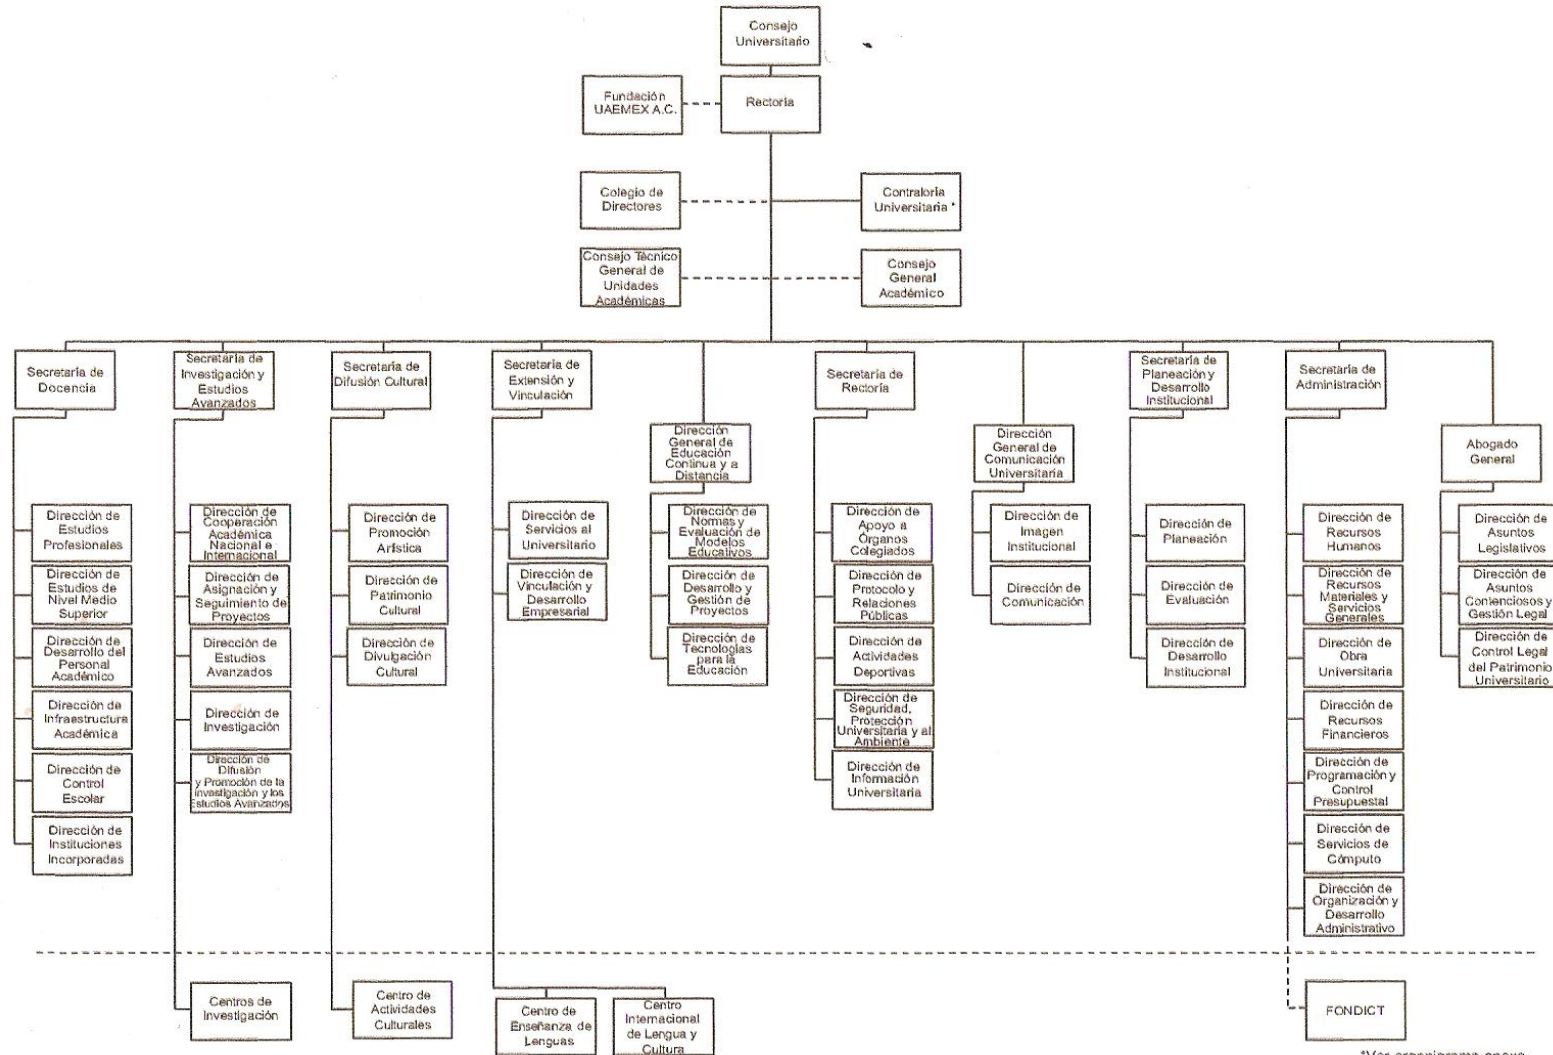 Consejo
Universitario
Fundación
UAEMEX A.C.
Rectoría
Colegio de
Directores
Contraloría
Universitaria *
Consejo Técnico
General de
Unidades
Académicas
Consejo
General
Académico
Secretaría de
Docencia
Secretaría de
Investigación y
Estudios
Avanzados
Secretaría de
Difusión Cultural
Secretaría de
Extensión y
Vinculación
Secretaría de
Rectoría
Secretaría de
Planeación y
Desarrollo
Institucional
Secretaría de
Administración
Dirección
General de
Educación
Continua y a
Distancia
Dirección
General de
Comunicación
Universitaria
Abogado
General
Dirección de
Estudios
Profesionales
Dirección de
Estudios de
Nivel Medio
Superior
Dirección de
Desarrollo del
Personal
Académico
Dirección de
Infraestructura
Académica
Dirección de
Control
Escolar
Dirección de
Instituciones
Incorporadas
Dirección de
Cooperación
Académica
Nacional e
Internacional
Dirección de
Asignación y
Seguimiento de
Proyectos
Dirección de
Estudios
Avanzados
Dirección de
Investigación
Dirección de
Difusión
y Promoción de la
Investigación y los
Estudios Avanzados
Dirección de
Promoción
Arística
Dirección de
Patrimonio
Cultural
Dirección de
Divulgación
Cultural
Dirección de
Servicios al
Universitario
Dirección de
Vinculación y
Desarrollo
Empresarial
Dirección de
Normas y
Evaluación de
Modelos
Educativos
Dirección de
Desarrollo y
Gestión de
Proyectos
Dirección de
Tecnologías
para la
Educación
Dirección de
Apoyo a
Órganos
Colegiados
Dirección de
Protocolo y
Relaciones
Públicas
Dirección de
Actividades
Deportivas
Dirección de
Seguridad,
Protección
Universitaria y al
Ambiente
Dirección de
Información
Universitaria
Dirección de
Imagen
Institucional
Dirección de
Comunicación
Dirección de
Planeación
Dirección de
Evaluación
Dirección de
Desarrollo
Institucional
Dirección de
Recursos
Humanos
Dirección de
Recursos
Materiales y
Servicios
Generales
Dirección de
Obra
Universitaria
Dirección de
Recursos
Financieros
Dirección de
Programación y
Control
Presupuestal
Dirección de
Servicios de
Cómputo
Dirección de
Organización y
Desarrollo
Administrativo
Dirección de
Asuntos
Legislativos
Dirección de
Asuntos
Contenciosos y
Gestión Legal
Dirección de
Control Legal
del Patrimonio
Universitario
Centros de
Investigación
Centro de
Actividades
Culturales
Centro de
Enseñanza de
Lenguas
Centro
Internacional
de Lengua y
Cultura
FONDICT
*Ver organigrama anexo